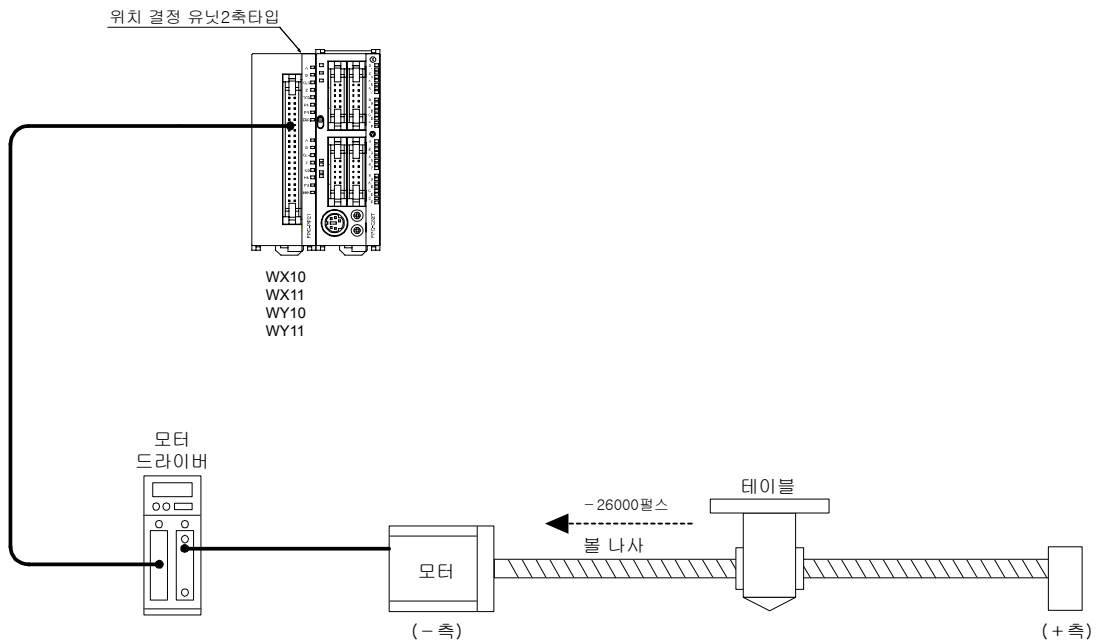 위치 결정 유닛2축타입
WX10
WX11
WY10
WY11
모터
드라이버
테이블
-26000펄스
볼 나사
모터
(-측)
(+측)